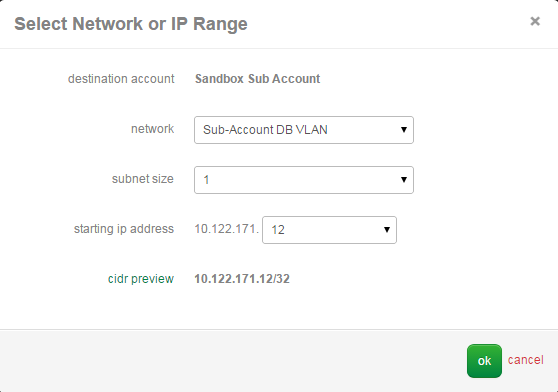 Select Network or IP Range ×
destination account Sandbox Sub Account
network Sub-Account DB VLAN
subnet size 1
starting ip address 10.122.171. 12
cidr preview 10.122.171.12/32
ok cancel